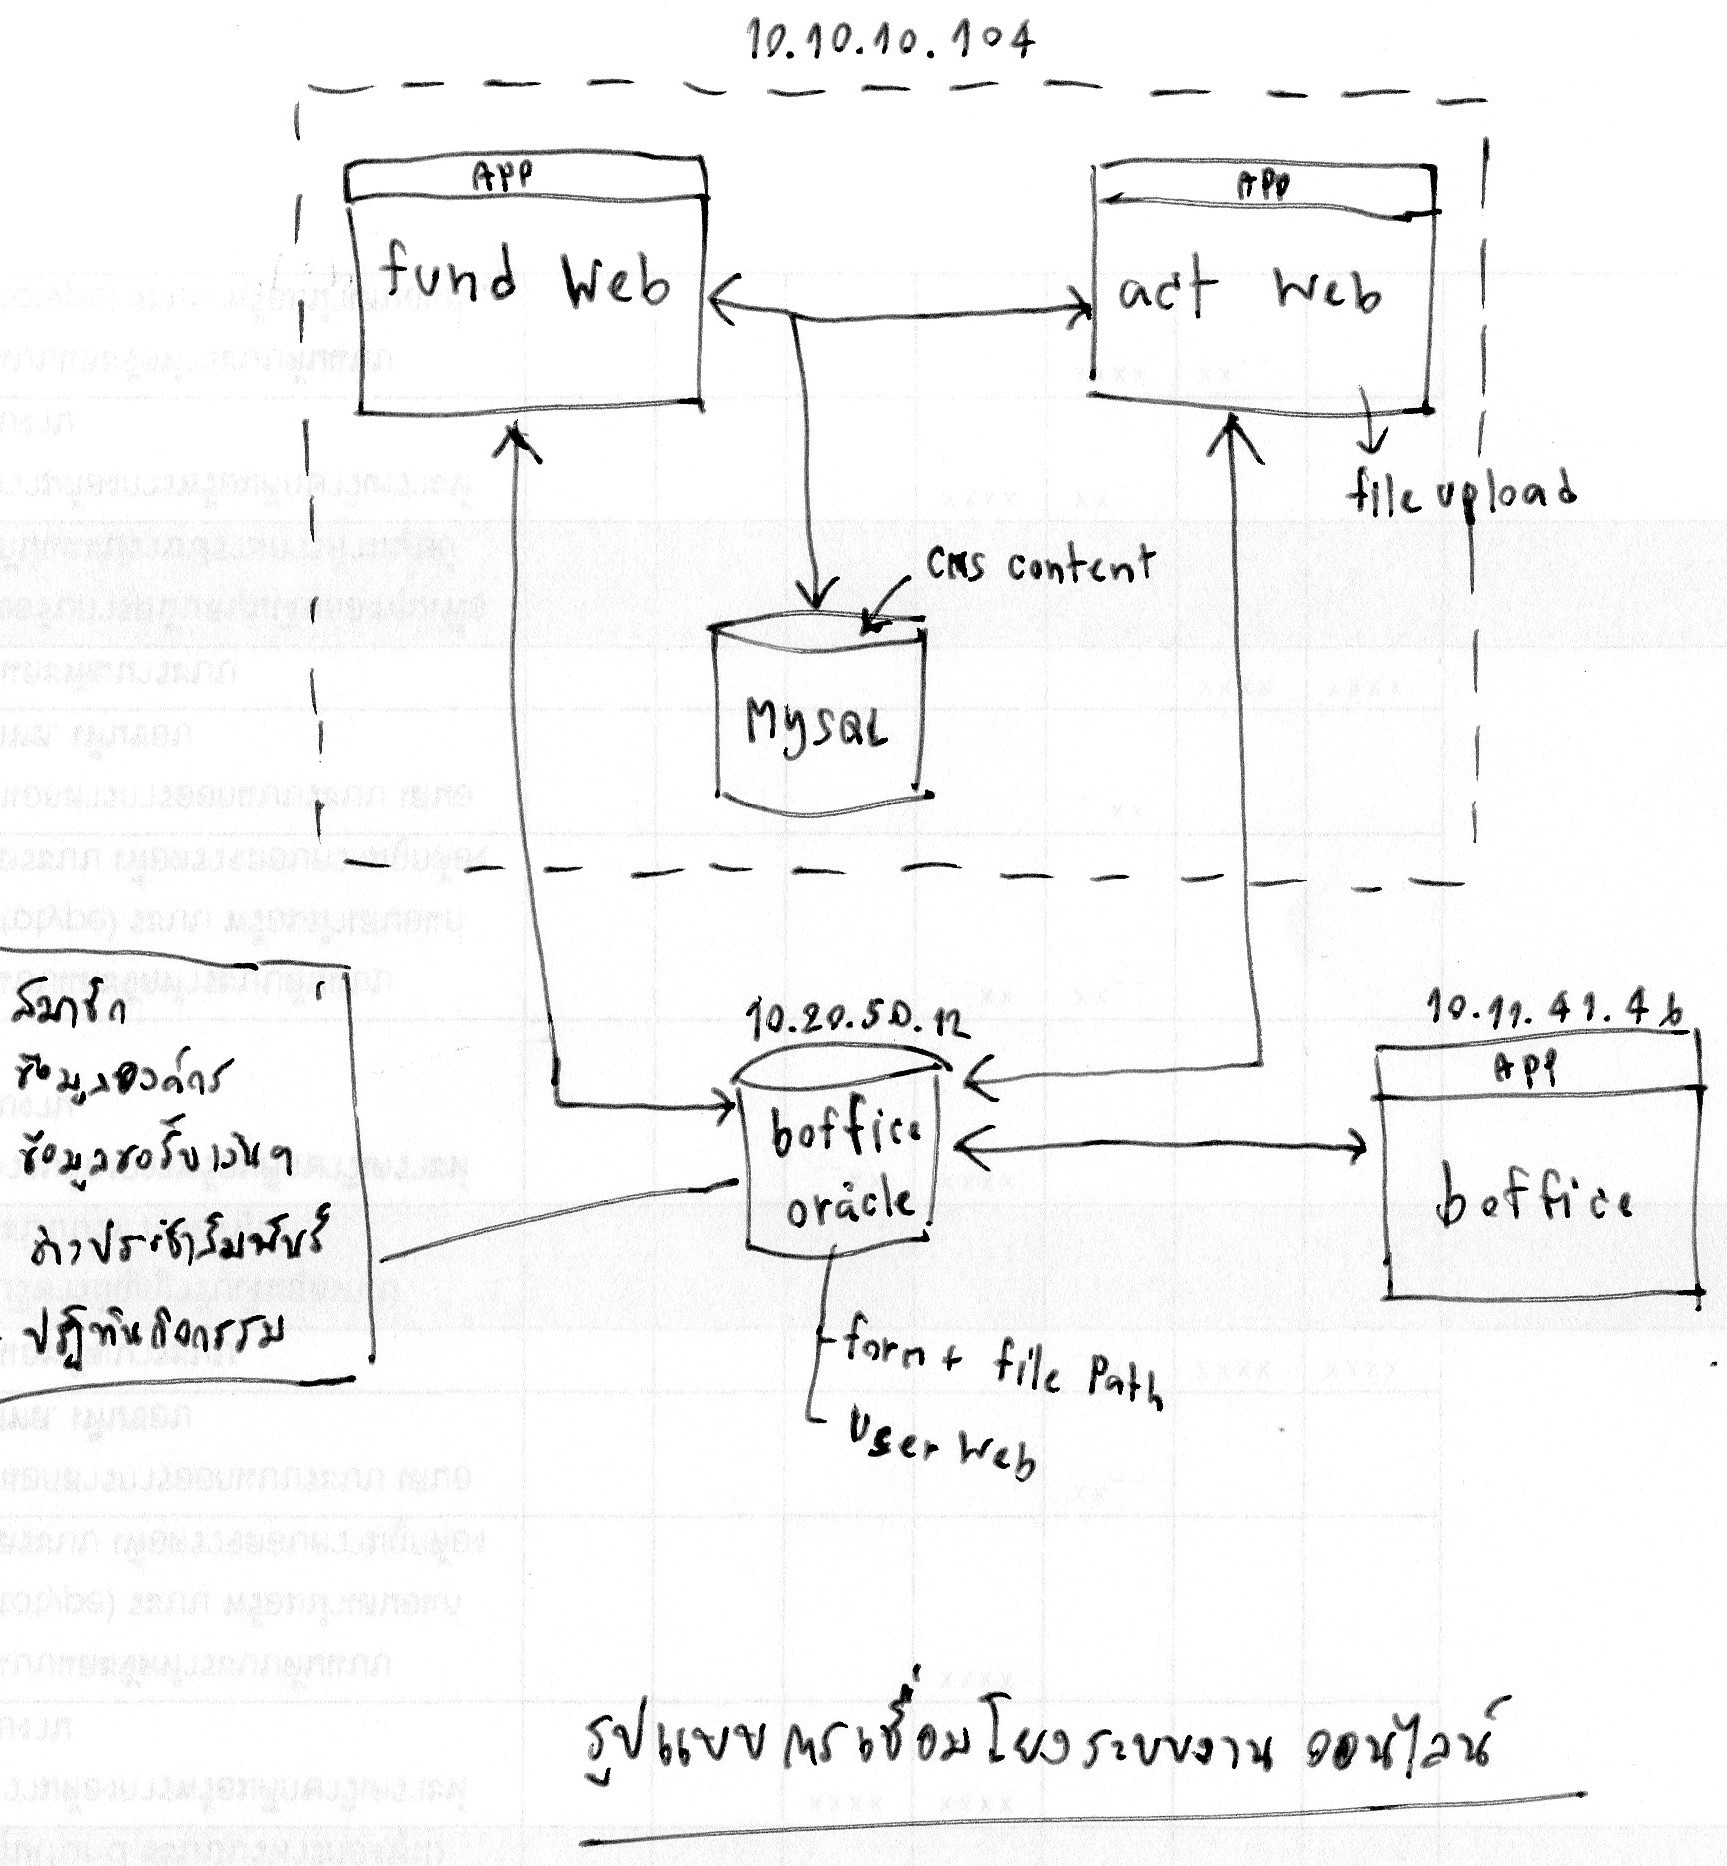 10.10.10.104
APP
APP
fund Web
act Web
file upload
CMS content
MySQL
สมาชิก
ข้อมูลองค์กร
ข้อมูลขอรับเงินฯ
ข่าวประชาสัมพันธ์
ปฏิทินกิจกรรม
10.20.50.12
boffice
oracle
10.11.41.46
APP
boffice
form + file Path
User Web
รูปแบบการเชื่อมโยงระบบงาน ออนไลน์